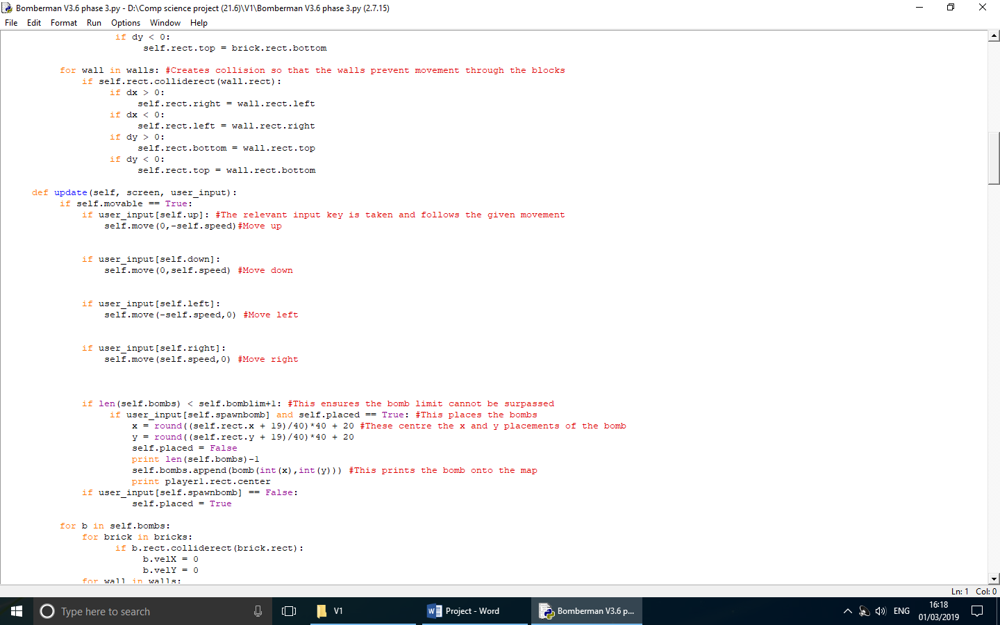 Bomberman V3.6 phase 3.py - D:\Comp science project (21.6)\V1\Bomberman V3.6 phase 3.py (2.7.15)
File Edit Format Run Options Window Help
if dy < 0:
self.rect.top = brick.rect.bottom
for wall in walls: #Creates collision so that the walls prevent movement through the blocks
if self.rect.colliderect(wall.rect):
if dx > 0:
self.rect.right = wall.rect.left
if dx < 0:
self.rect.left = wall.rect.right
if dy > 0:
self.rect.bottom = wall.rect.top
if dy < 0:
self.rect.top = wall.rect.bottom
def update(self, screen, user_input):
if self.movable == True:
if user_input[self.up]: #The relevant input key is taken and follows the given movement
self.move(0,-self.speed)#Move up
if user_input[self.down]:
self.move(0,self.speed) #Move down
if user_input[self.left]:
self.move(-self.speed,0) #Move left
if user_input[self.right]:
self.move(self.speed,0) #Move right
if len(self.bombs) < self.bomblim+1: #This ensures the bomb limit cannot be surpassed
if user_input[self.spawnbomb] and self.placed == True: #This places the bombs
x = round((self.rect.x + 19)/40)*40 + 20 #These centre the x and y placements of the bomb
y = round((self.rect.y + 19)/40)*40 + 20
self.placed = False
print len(self.bombs)-1
self.bombs.append(bomb(int(x),int(y))) #This prints the bomb onto the map
print player1.rect.center
if user_input[self.spawnbomb] == False:
self.placed = True
for b in self.bombs:
for brick in bricks:
if b.rect.colliderect(brick.rect):
b.velX = 0
b.velY = 0
for wall in walls:
Ln: 1 Col: 0
Type here to search
V1
Project - Word
Bomberman V3.6 p...
ENG
16:18
01/03/2019